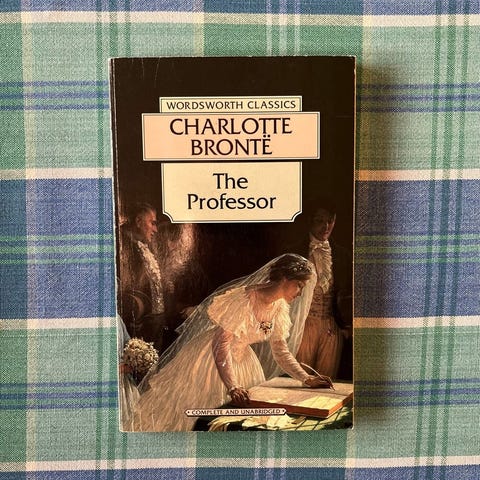 WORDSWORTH CLASSICS
CHARLOTTE
BRONTË
The
Professor
• COMPLETE AND UNABRIDGED •